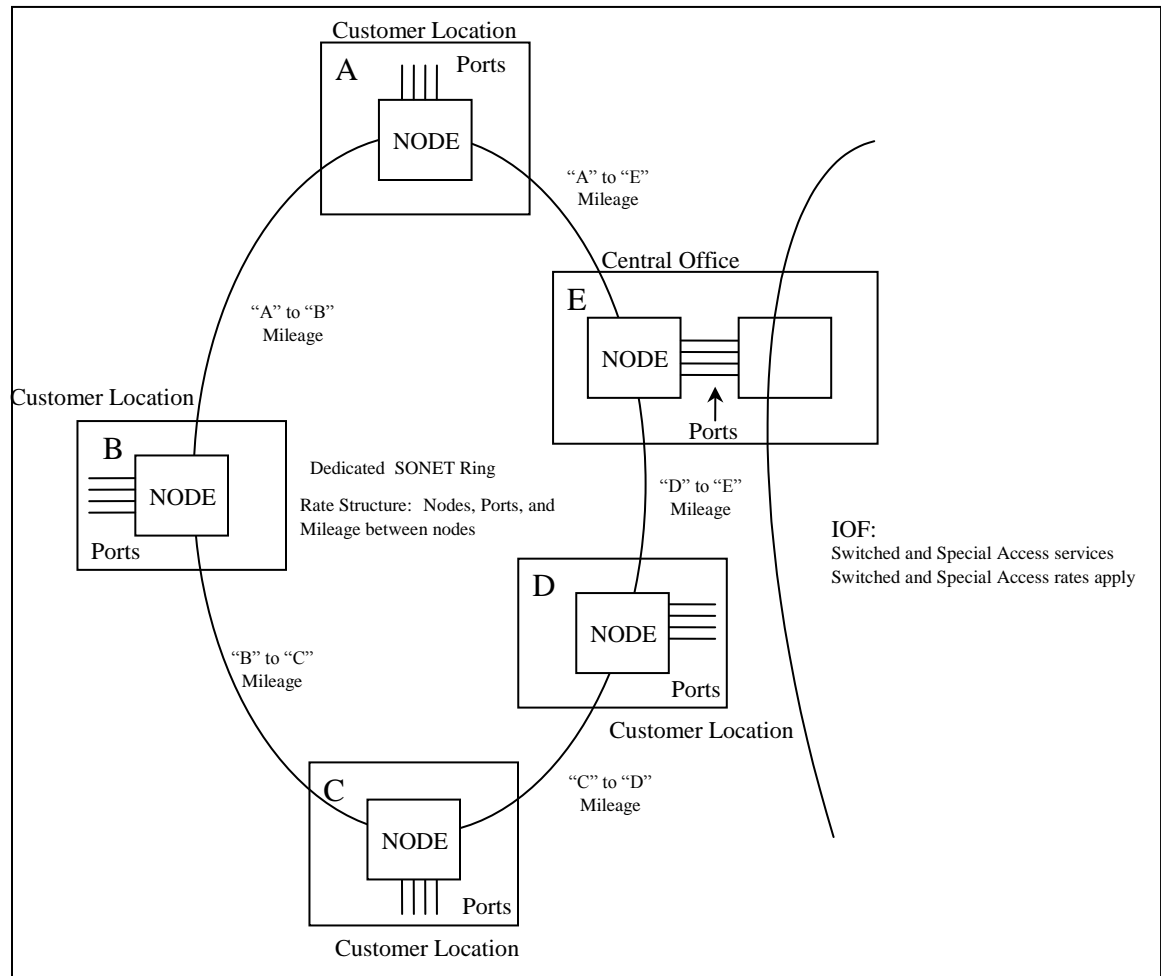 Customer Location
A
Ports
NODE
“A” to “E”
Mileage
Central Office
E
NODE
Ports
“A” to “B”
Mileage
Customer Location
B
NODE
Ports
Dedicated SONET Ring
Rate Structure: Nodes, Ports, and
Mileage between nodes
“D” to “E”
Mileage
IOF:
Switched and Special Access services
Switched and Special Access rates apply
D
NODE
Ports
Customer Location
“B” to “C”
Mileage
“C” to “D”
Mileage
C
NODE
Ports
Customer Location